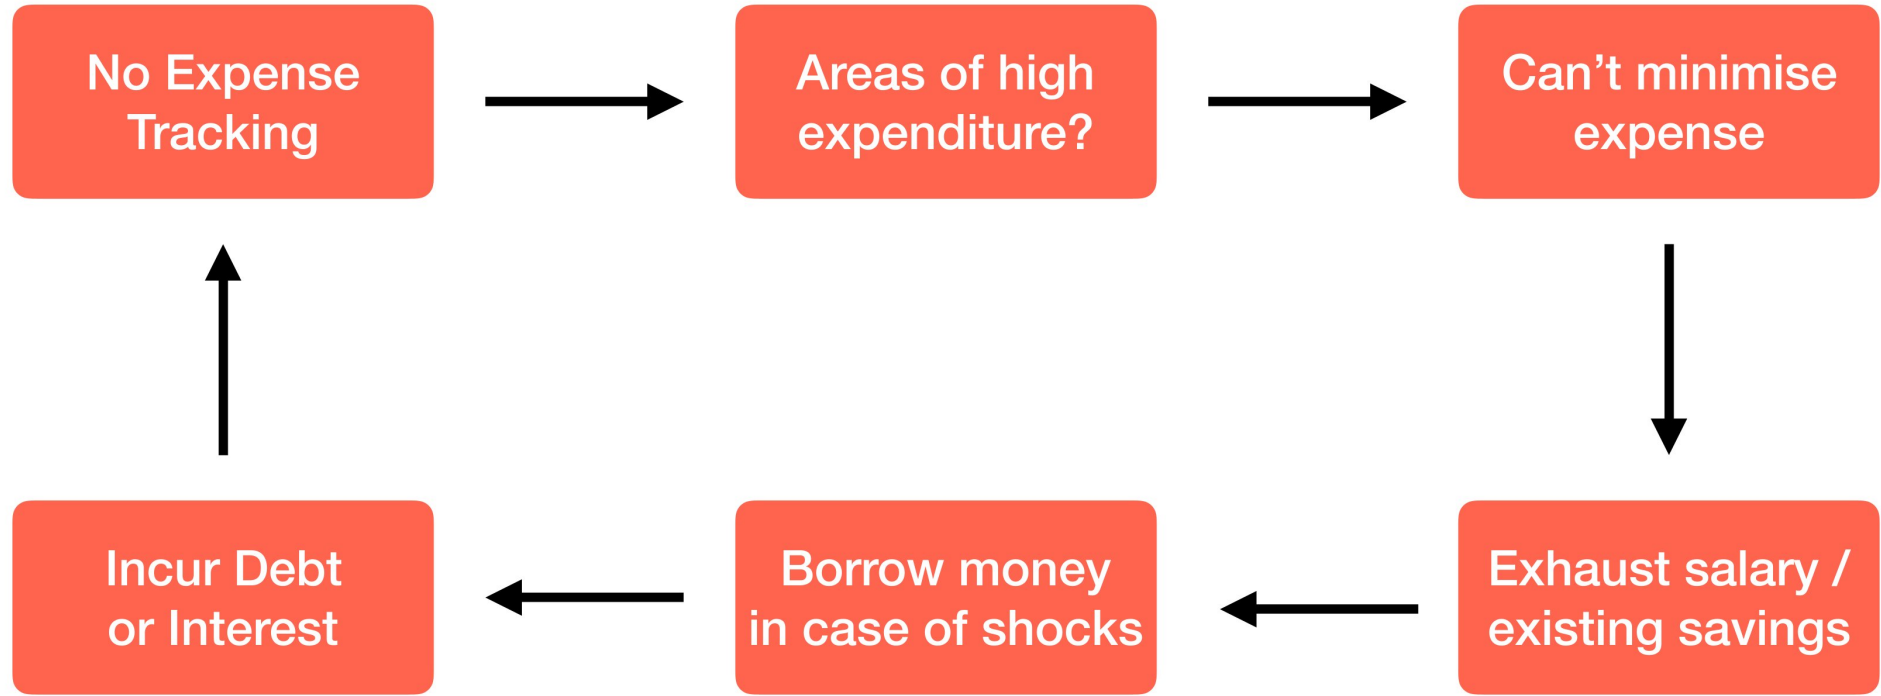 No Expense
Tracking
Areas of high
expenditure?
Can’t minimise
expense
Incur Debt
or Interest
Borrow money
in case of shocks
Exhaust salary /
existing savings